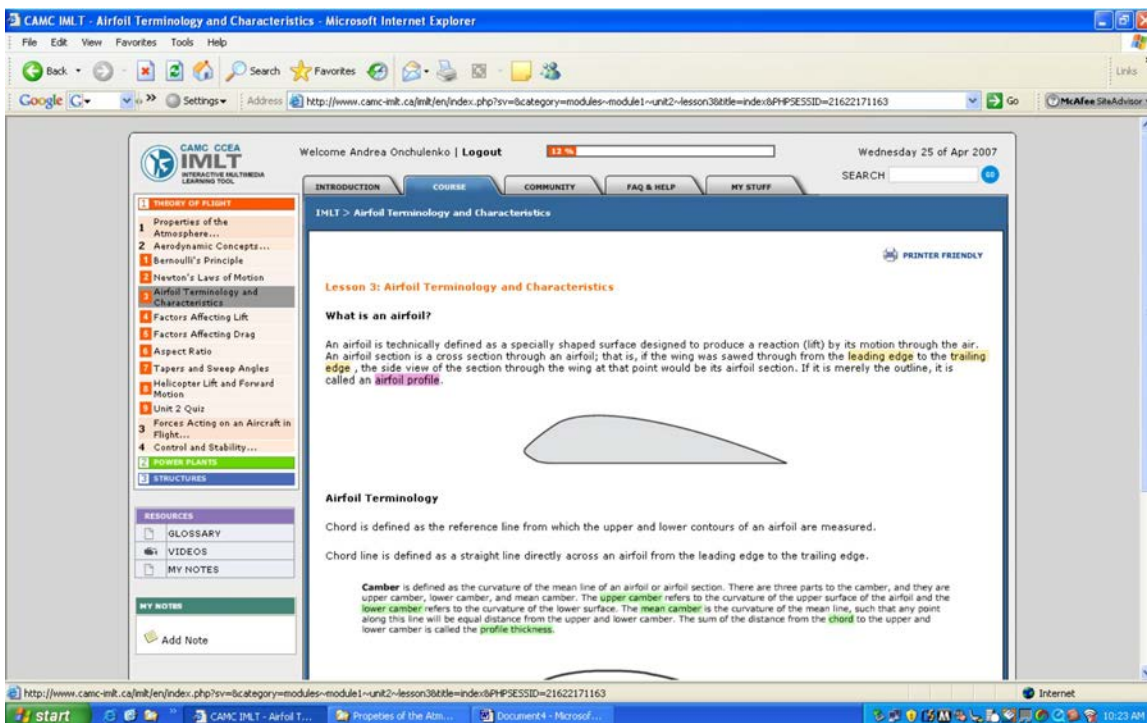 CAMC IMLT - Airfoil Terminology and Characteristics - Microsoft Internet Explorer
File Edit View Favorites Tools Help
Links
Back Search Favorites
Google Settings Address http://www.camc-imlt.ca/imlt/en/index.php?sv=8&category=modules~module1~unit2~lesson3&title=index&PHPSESSID=21622171163 Go McAfee SiteAdvisor
CAMC CCEA
IMLT
INTERACTIVE MULTIMEDIA
LEARNING TOOL
Welcome Andrea Onchulenko | Logout 12 % Wednesday 25 of Apr 2007
SEARCH GO
INTRODUCTION COURSE COMMUNITY FAQ & HELP MY STUFF
1 THEORY OF FLIGHT
1 Properties of the
Atmosphere...
2 Aerodynamic Concepts...
1 Bernoulli's Principle
2 Newton's Laws of Motion
3 Airfoil Terminology and
Characteristics
4 Factors Affecting Lift
5 Factors Affecting Drag
6 Aspect Ratio
7 Tapers and Sweep Angles
8 Helicopter Lift and Forward
Motion
9 Unit 2 Quiz
3 Forces Acting on an Aircraft in
Flight...
4 Control and Stability...
2 POWER PLANTS
3 STRUCTURES
RESOURCES
GLOSSARY
VIDEOS
MY NOTES
MY NOTES
Add Note
IMLT > Airfoil Terminology and Characteristics
PRINTER FRIENDLY
Lesson 3: Airfoil Terminology and Characteristics
What is an airfoil?
An airfoil is technically defined as a specially shaped surface designed to produce a reaction (lift) by its motion through the air.
An airfoil section is a cross section through an airfoil; that is, if the wing was sawed through from the leading edge to the trailing
edge , the side view of the section through the wing at that point would be its airfoil section. If it is merely the outline, it is
called an airfoil profile.
Airfoil Terminology
Chord is defined as the reference line from which the upper and lower contours of an airfoil are measured.
Chord line is defined as a straight line directly across an airfoil from the leading edge to the trailing edge.
Camber is defined as the curvature of the mean line of an airfoil or airfoil section. There are three parts to the camber, and they are
upper camber, lower camber, and mean camber. The upper camber refers to the curvature of the upper surface of the airfoil and the
lower camber refers to the curvature of the lower surface. The mean camber is the curvature of the mean line, such that any point
along this line will be equal distance from the upper and lower camber. The sum of the distance from the chord to the upper and
lower camber is called the profile thickness.
http://www.camc-imlt.ca/imlt/en/index.php?sv=8&category=modules~module1~unit2~lesson3&title=index&PHPSESSID=21622171163 Internet
start CAMC IMLT - Airfoil T... Propeties of the Atm... Document4 - Microsof... 10:23 AM